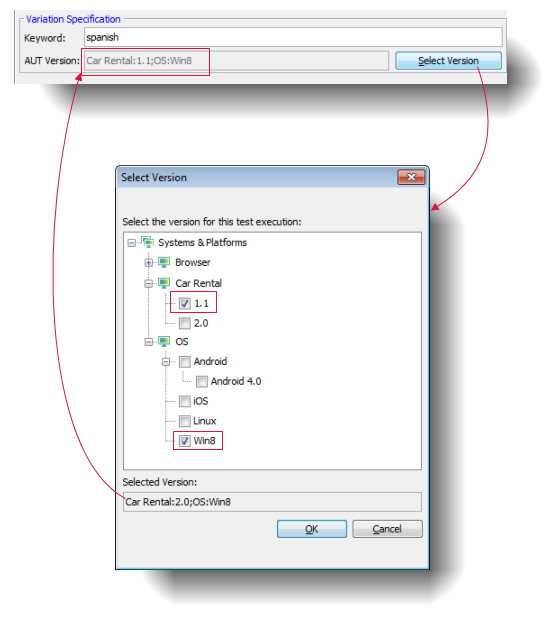 Variation Specification
Keyword: spanish
AUT Version: Car Rental:1.1;OS:Win8 Select Version
Select Version
Select the version for this test execution:
Systems & Platforms
Browser
Car Rental
1.1
2.0
OS
Android
Android 4.0
iOS
Linux
Win8
Selected Version:
Car Rental:2.0;OS:Win8
OK Cancel